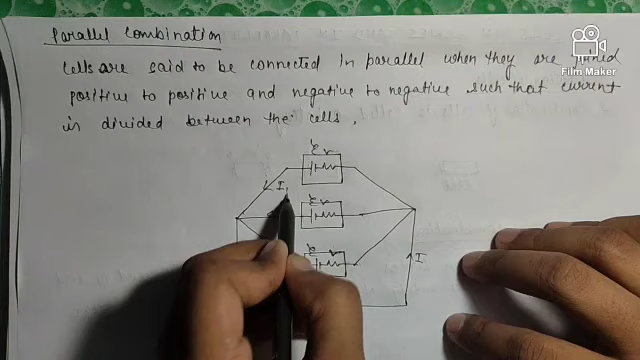 Parallel Combination
Cells are said to be connected in parallel when they are joined
positive to positive and negative to negative such that current
is divided between the cells.
Film Maker
ε r
I
ε r
ε r
I